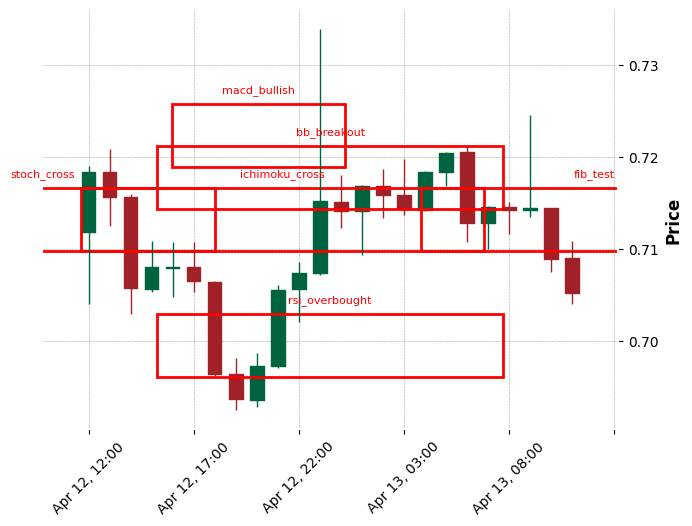 0.73
macd_bullish
bb_breakout
0.72
stoch_cross
ichimoku_cross
fib_test
0.71
Price
rsi_overbought
0.70
Apr 12, 12:00
Apr 12, 17:00
Apr 12, 22:00
Apr 13, 03:00
Apr 13, 08:00